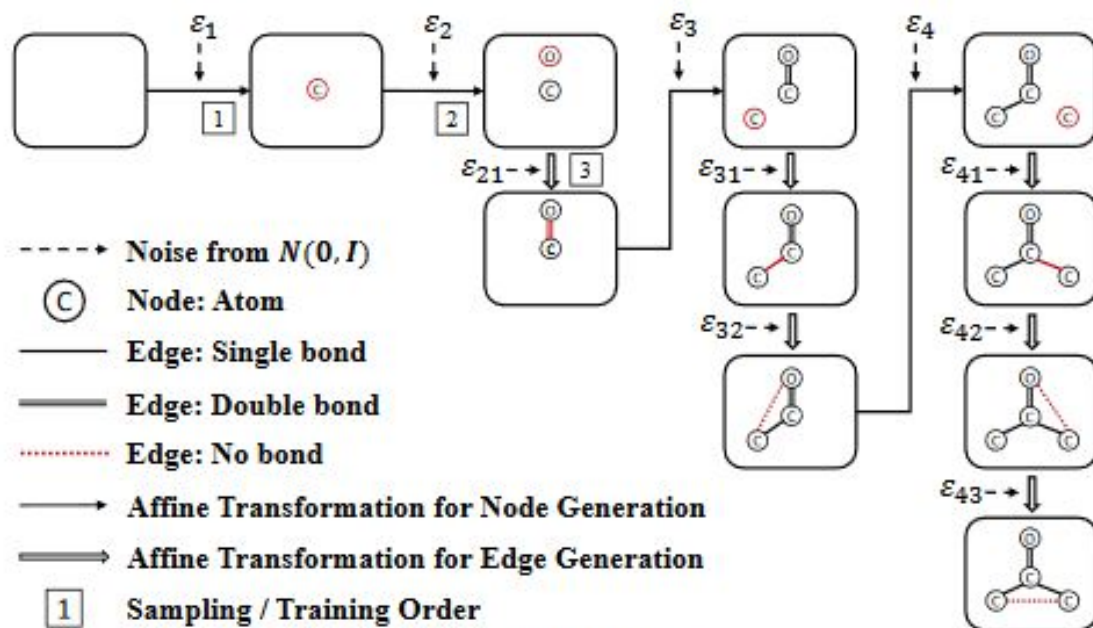 ε₁ ε₂ ε₃ ε₄
C O C O C C O C C C
1 2
ε₂₁ 3 ε₃₁ ε₄₁
O C O C C O C C C
Noise from N(0, I)
C Node: Atom
ε₃₂ ε₄₂
Edge: Single bond
O C C O C C C
Edge: Double bond
Edge: No bond
ε₄₃
Affine Transformation for Node Generation
Affine Transformation for Edge Generation
O C C C
1 Sampling / Training Order